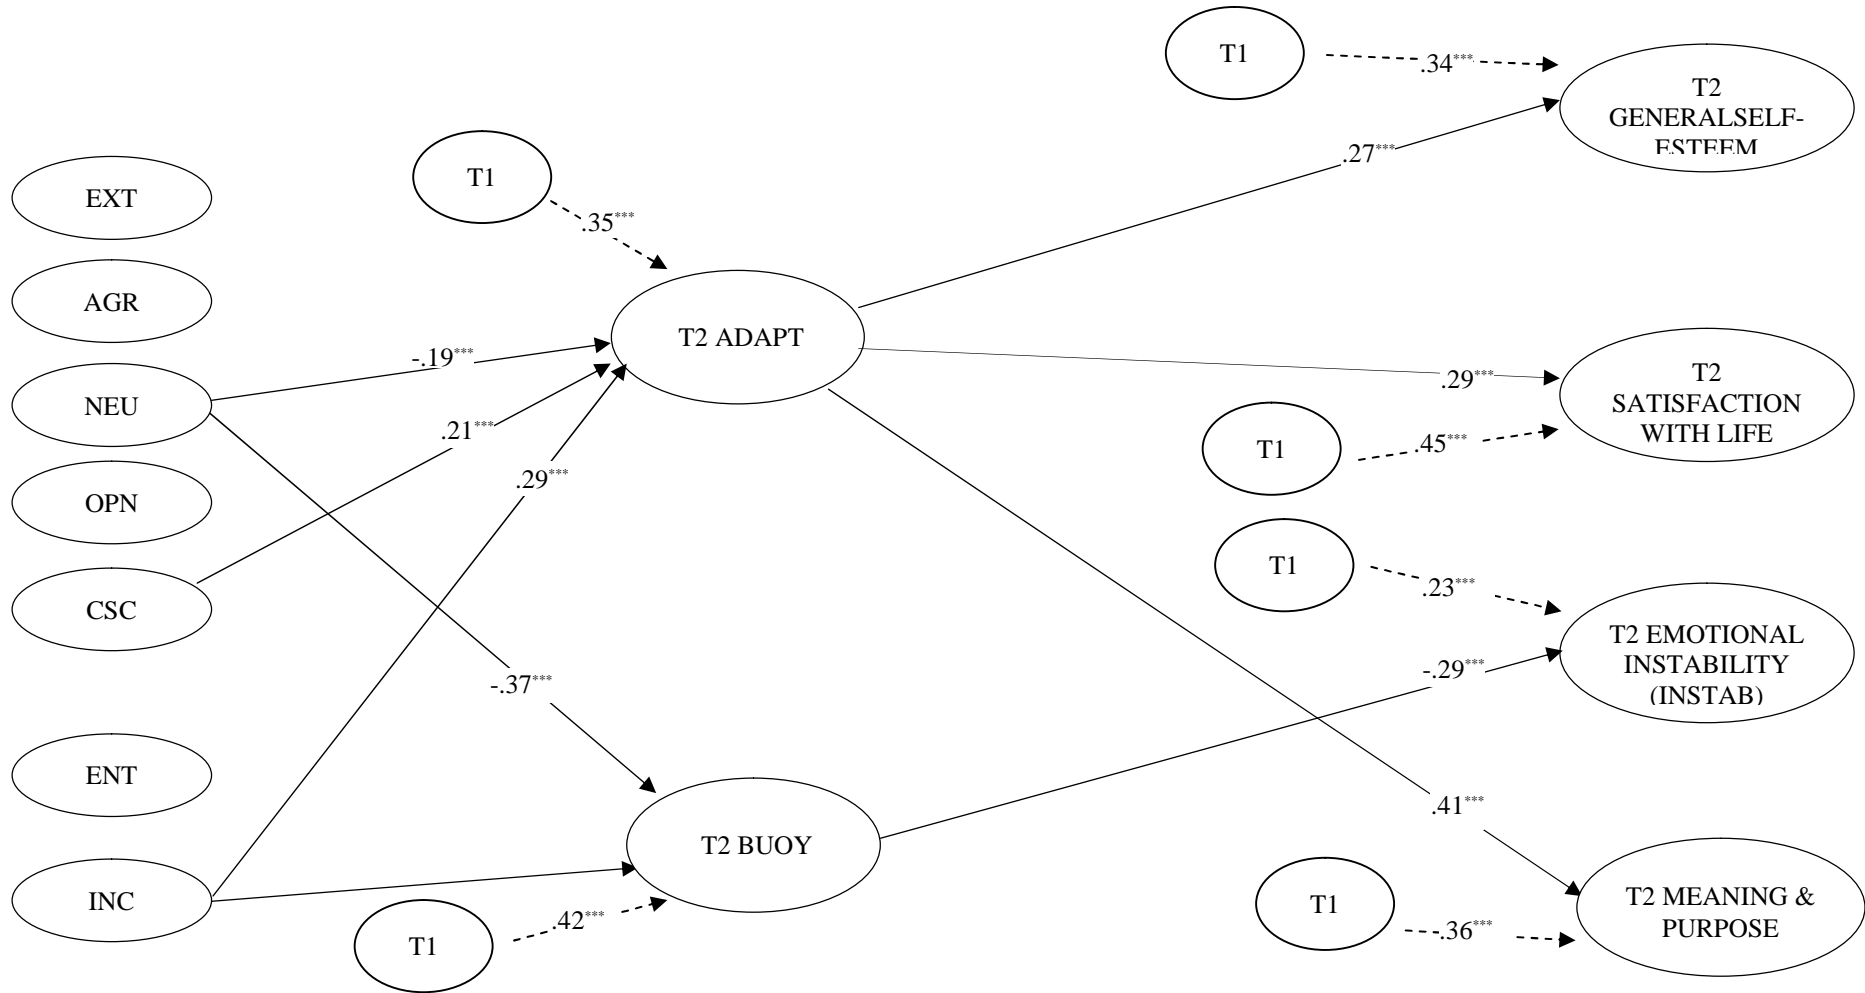 T1
.34***
T2
GENERALSELF-
ESTEEM
.27***
T1
.35***
EXT
AGR
NEU
OPN
CSC
ENT
INC
-.19***
.21***
.29***
-.37***
T2 ADAPT
T2 BUOY
T1
.42***
.29***
T2
SATISFACTION
WITH LIFE
T1
.45***
T1
.23***
T2 EMOTIONAL
INSTABILITY
(INSTAB)
-.29***
.41***
T1
.36***
T2 MEANING &
PURPOSE